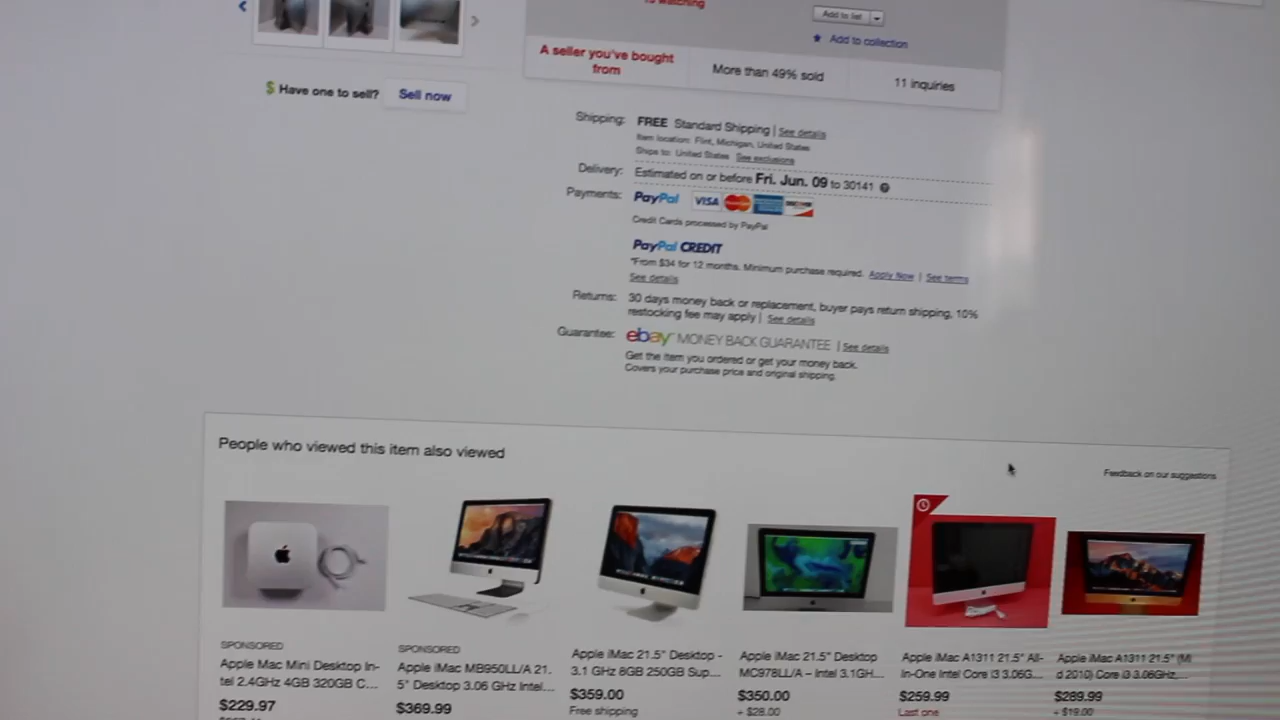 watching
Add to list
Add to collection
A seller you've bought from
More than 49% sold
11 inquiries
$ Have one to sell? Sell now
Shipping: FREE Standard Shipping | See details
Item location: Flint, Michigan, United States
Ships to: United States See exclusions
Delivery: Estimated on or before Fri. Jun. 09 to 30141
Payments: PayPal VISA MasterCard DISCOVER
Credit Cards processed by PayPal
PayPal CREDIT
*From $34 for 12 months. Minimum purchase required. Apply Now | See terms
See details
Returns: 30 days money back or replacement, buyer pays return shipping, 10%
restocking fee may apply | See details
Guarantee: ebay MONEY BACK GUARANTEE | See details
Get the item you ordered or get your money back.
Covers your purchase price and original shipping.
People who viewed this item also viewed
Feedback on our suggestions
SPONSORED
Apple Mac Mini Desktop In-
tel 2.4GHz 4GB 320GB C...
$229.97
SPONSORED
Apple iMac MB950LL/A 21.
5" Desktop 3.06 GHz Intel...
$369.99
Apple iMac 21.5" Desktop -
3.1 GHz 8GB 250GB Sup...
$359.00
Free shipping
Apple iMac 21.5" Desktop
MC978LL/A – Intel 3.1GH...
$350.00
+ $28.00
Apple iMac A1311 21.5" All-
In-One Intel Core i3 3.06G...
$259.99
Last one
Apple iMac A1311 21.5" (Mi
d 2010) Core i3 3.06GHz,...
$289.99
+ $19.00